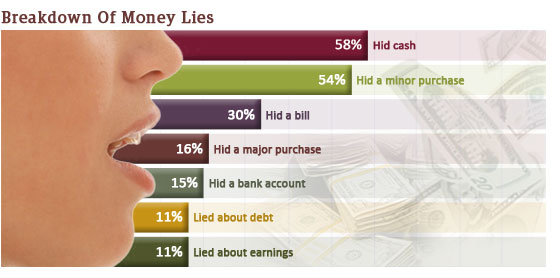 Breakdown Of Money Lies
58% Hid cash
54% Hid a minor purchase
30% Hid a bill
16% Hid a major purchase
15% Hid a bank account
11% Lied about debt
11% Lied about earnings